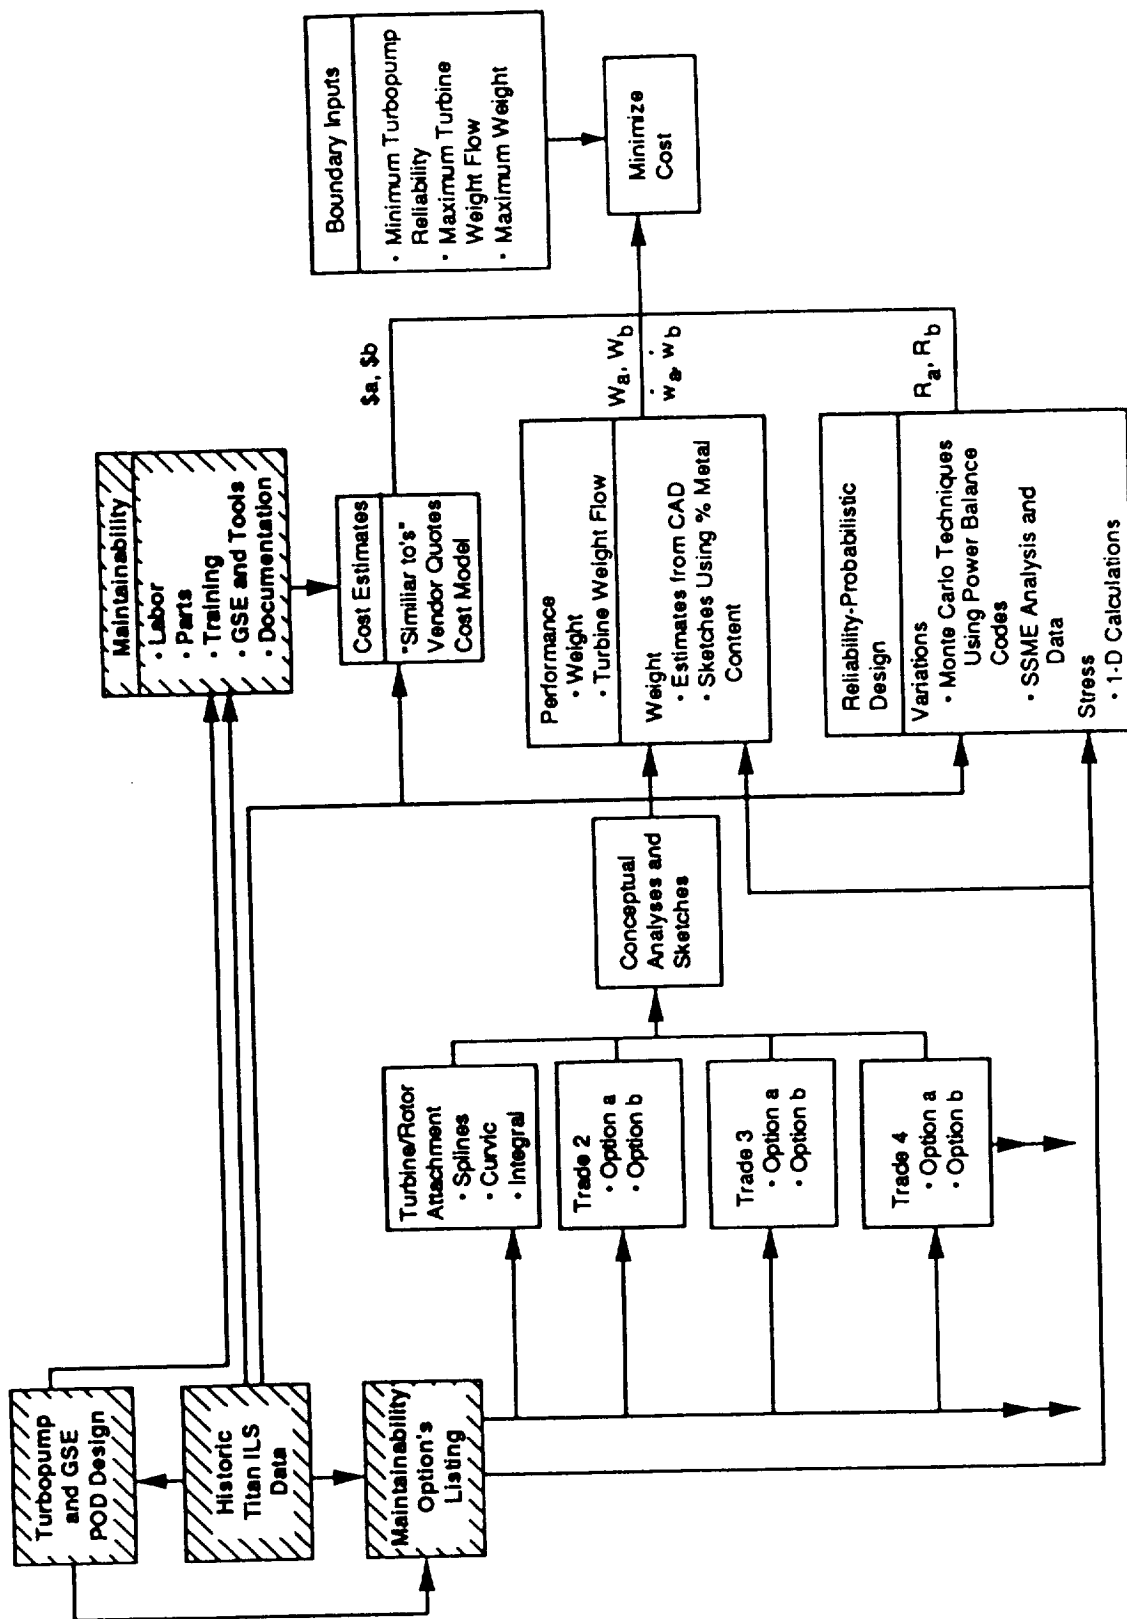 Turbopump
and GSE
POD Design
Historic
Titan ILS
Data
Maintainability
Option's
Listing
Turbine/Rotor
Attachment
· Splines
· Curvic
· Integral
Trade 2
· Option a
· Option b
Trade 3
· Option a
· Option b
Trade 4
· Option a
· Option b
Conceptual
Analyses and
Sketches
Maintainability
· Labor
· Parts
· Training
· GSE and Tools
· Documentation
Cost Estimates
"Similiar to's"
Vendor Quotes
Cost Model
Performance
· Weight
· Turbine Weight Flow
Weight
· Estimates from CAD
· Sketches Using % Metal
Content
Reliability-Probabilistic
Design
Variations
· Monte Carlo Techniques
Using Power Balance
Codes
· SSME Analysis and
Data
Stress
· 1-D Calculations
$a, $b
Wa, Wb
ẇa, ẇb
Ra, Rb
Boundary Inputs
· Minimum Turbopump
Reliability
· Maximum Turbine
Weight Flow
· Maximum Weight
Minimize
Cost